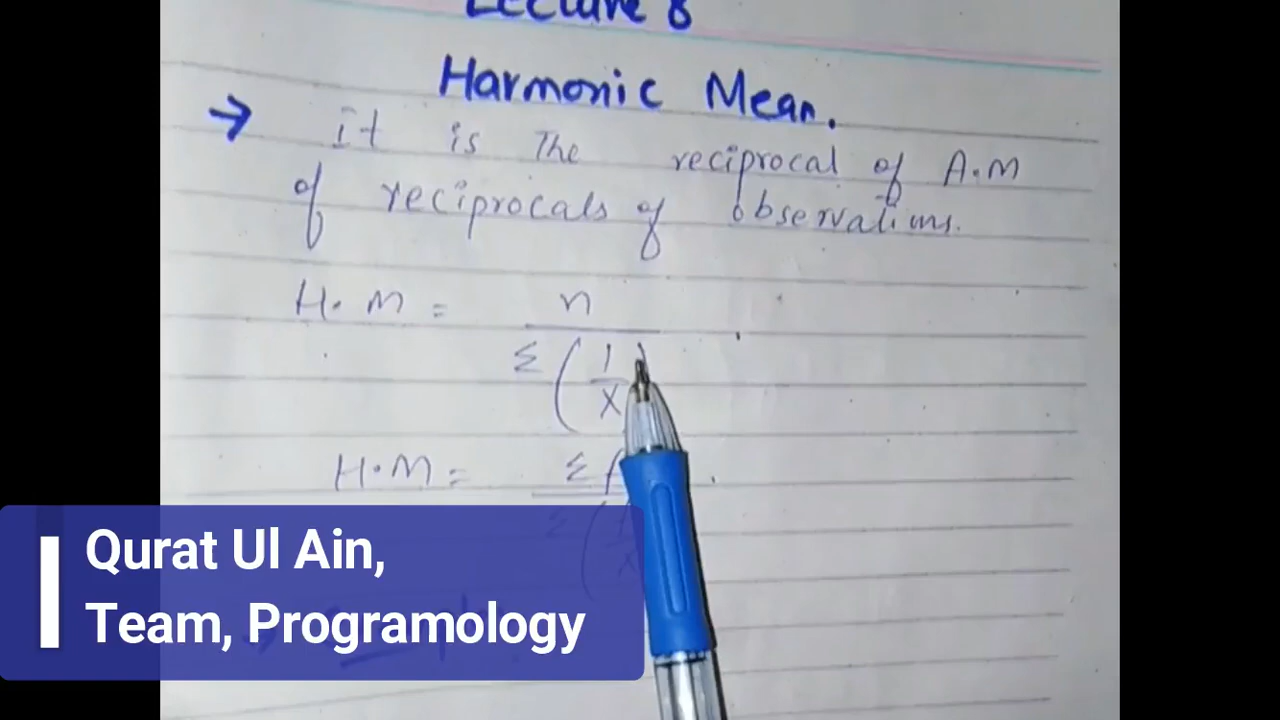 Lecture 8
Harmonic Mean.
→ It is The reciprocal of A.M
of reciprocals of observations.
H.M = n
Σ (1/X)
H.M = Σf
Σ (f/X
Qurat Ul Ain,
Team, Programology